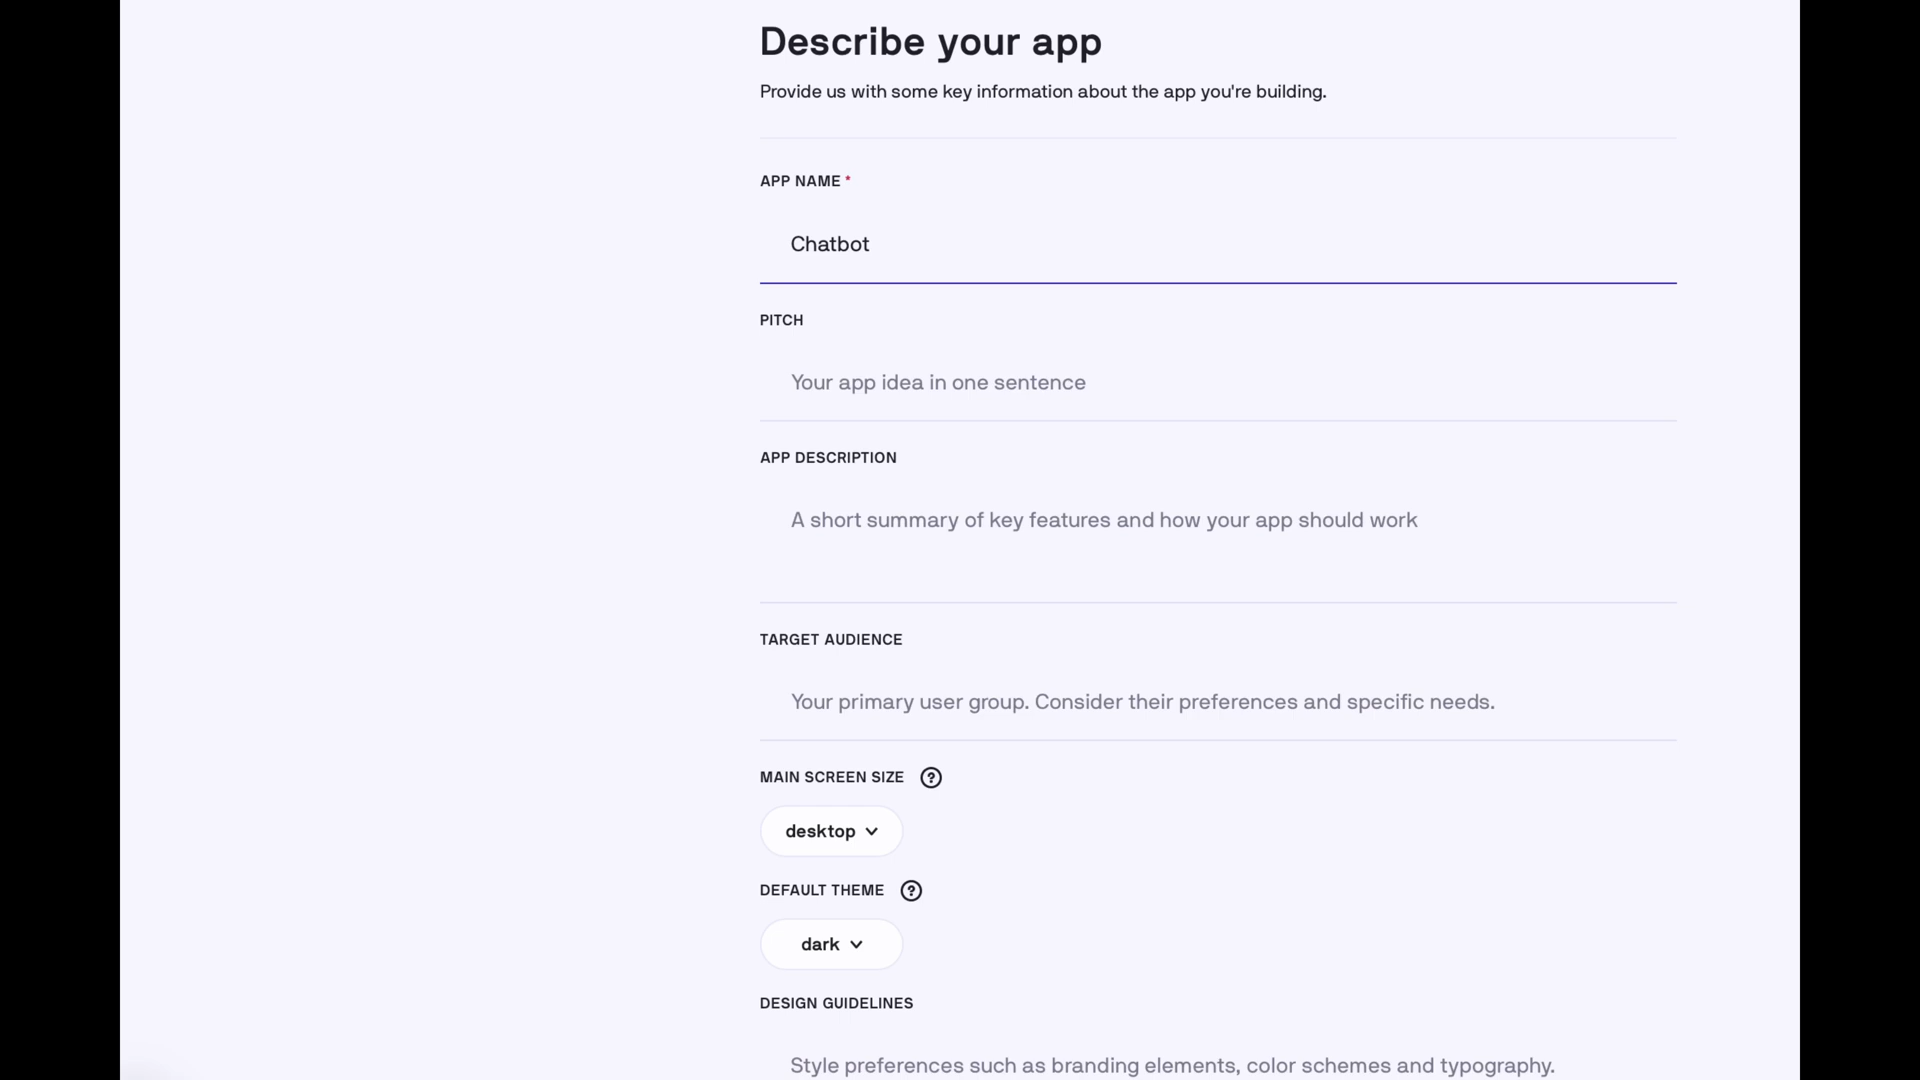 Describe your app
Provide us with some key information about the app you're building.
APP NAME *
Chatbot
PITCH
Your app idea in one sentence
APP DESCRIPTION
A short summary of key features and how your app should work
TARGET AUDIENCE
Your primary user group. Consider their preferences and specific needs.
MAIN SCREEN SIZE ?
desktop
DEFAULT THEME ?
dark
DESIGN GUIDELINES
Style preferences such as branding elements, color schemes and typography.